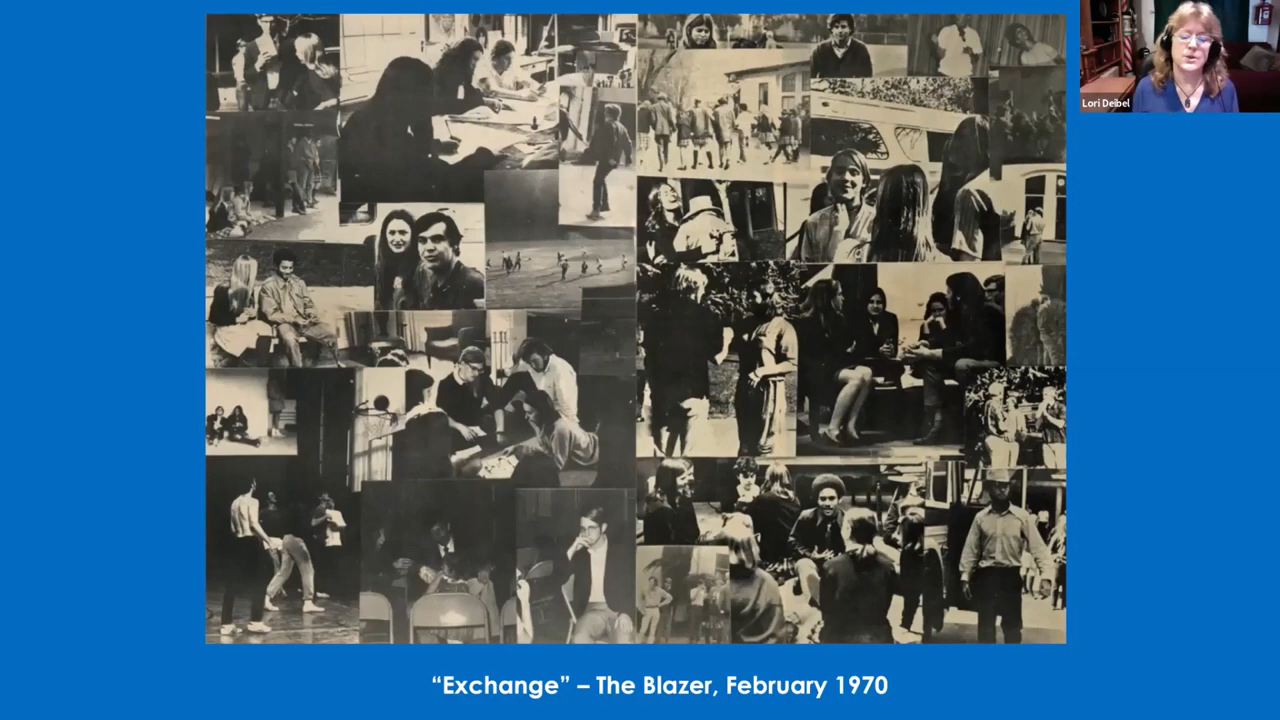 Lori Deibel
“Exchange” – The Blazer, February 1970